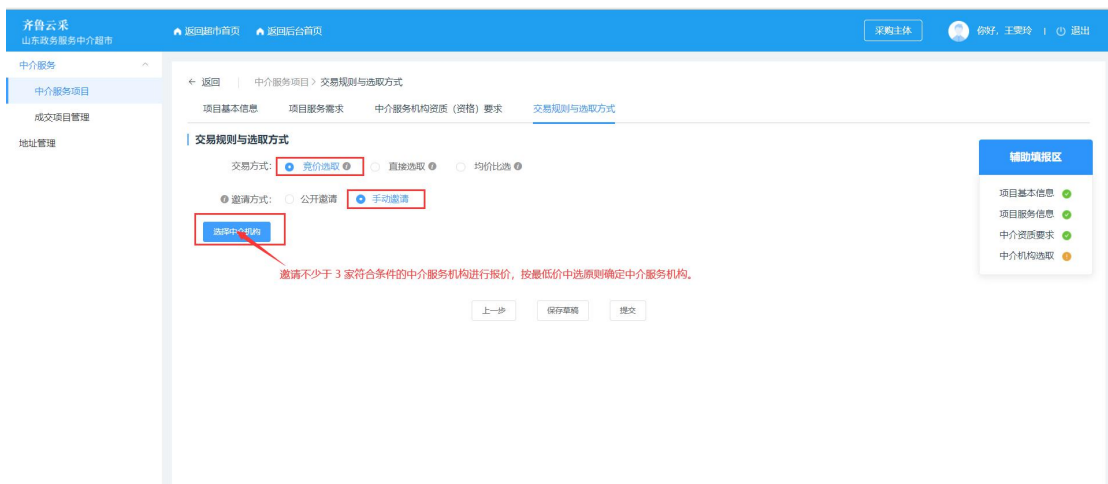 齐鲁云采
山东政务服务中介超市
返回超市首页 返回后台首页
采购主体 你好，王雯玲 | 退出
中介服务
中介服务项目
成交项目管理
地址管理
← 返回 | 中介服务项目 > 交易规则与选取方式
项目基本信息 项目服务需求 中介服务机构资质（资格）要求 交易规则与选取方式
交易规则与选取方式
交易方式： 竞价选取 直接选取 均价比选
邀请方式： 公开邀请 手动邀请
选择中介机构
邀请不少于 3 家符合条件的中介服务机构进行报价，按最低价中选原则确定中介服务机构。
上一步 保存草稿 提交
辅助填报区
项目基本信息
项目服务信息
中介资质要求
中介机构选取